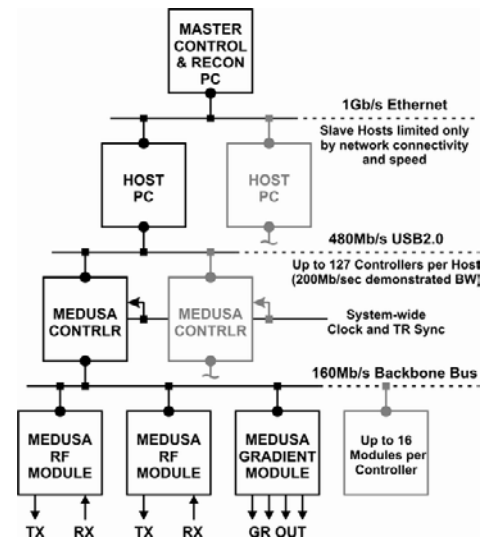 MASTER
CONTROL
& RECON
PC
1Gb/s Ethernet
Slave Hosts limited only
by network connectivity
and speed
HOST
PC
HOST
PC
480Mb/s USB2.0
Up to 127 Controllers per Host
(200Mb/sec demonstrated BW)
MEDUSA
CONTRLR
MEDUSA
CONTRLR
System-wide
Clock and TR Sync
160Mb/s Backbone Bus
MEDUSA
RF
MODULE
MEDUSA
RF
MODULE
MEDUSA
GRADIENT
MODULE
Up to 16
Modules per
Controller
TX RX TX RX GR OUT